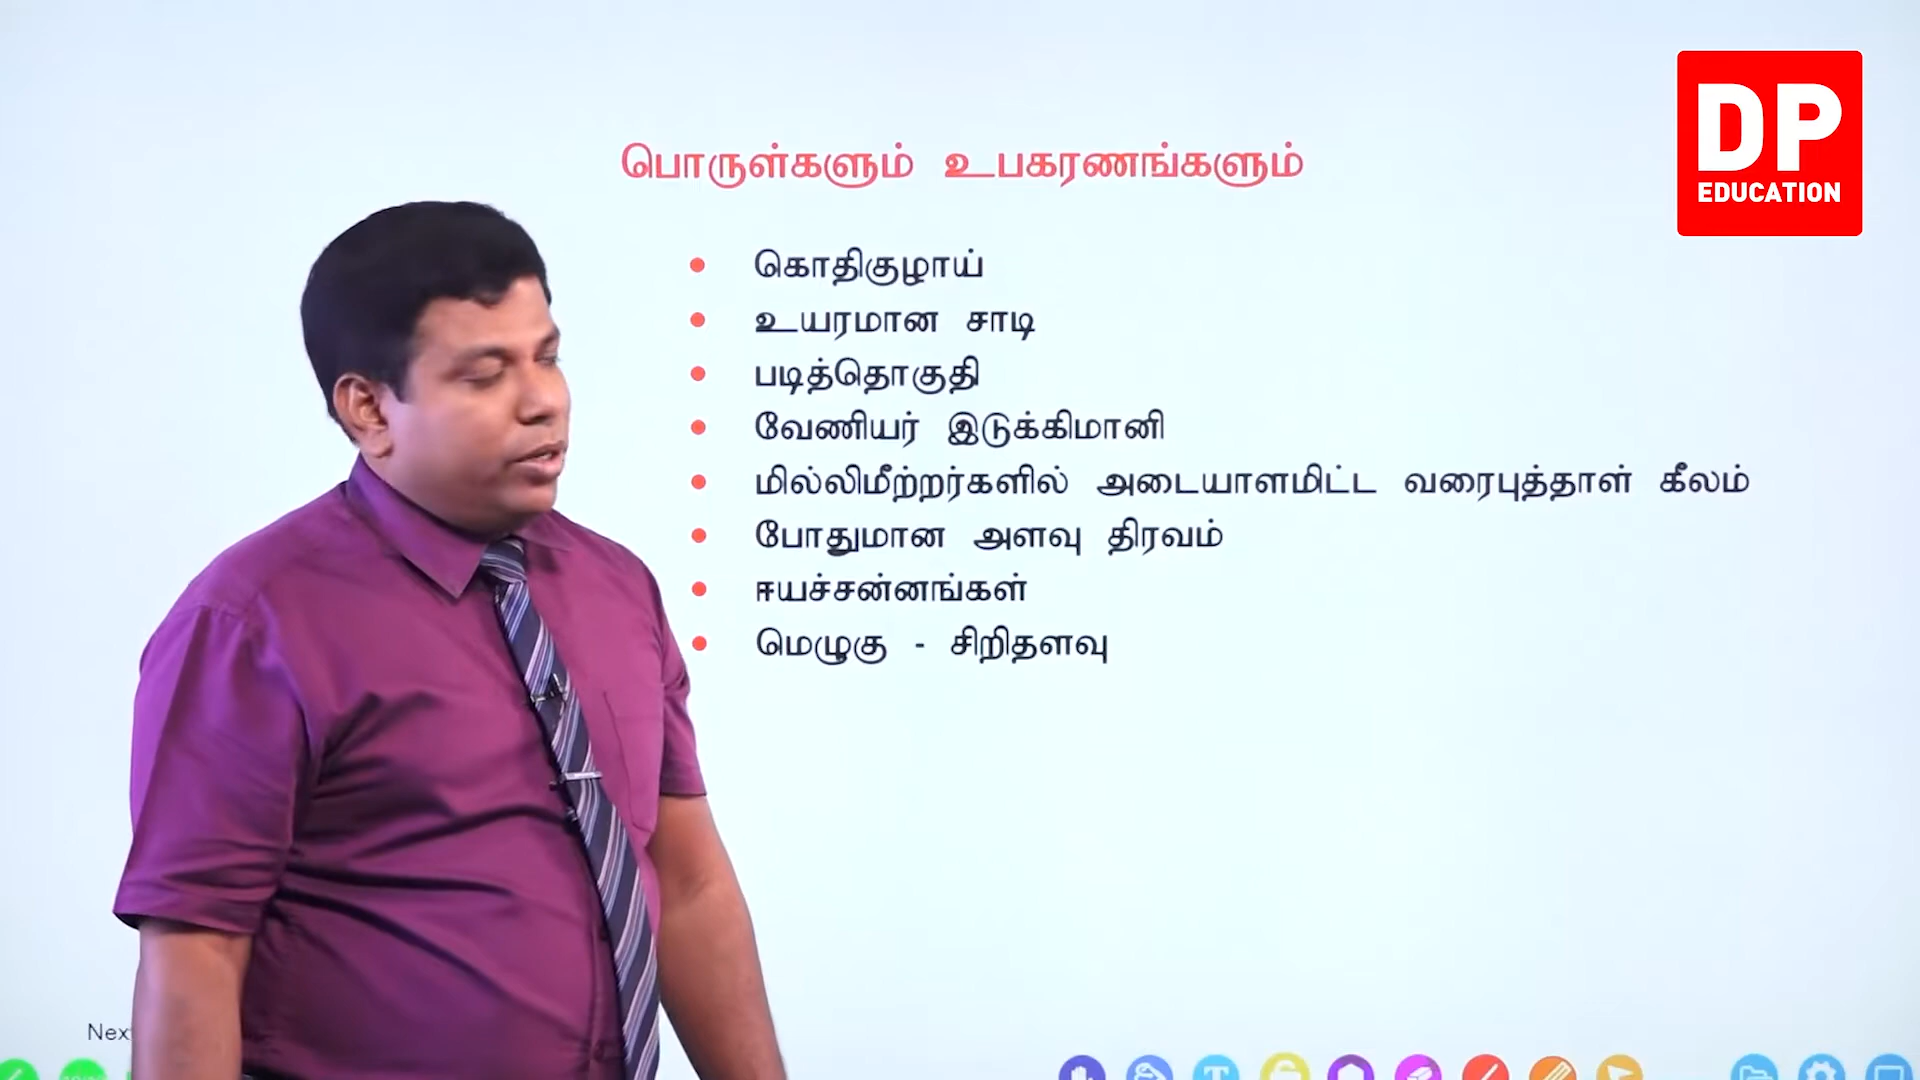 DP
EDUCATION
பொருள்களும் உபகரணங்களும்
கொதிகுழாய்
உயரமான சாடி
படித்தொகுதி
வேணியர் இடுக்கிமானி
மில்லிமீற்றர்களில் அடையாளமிட்ட வரைபுத்தாள் கீலம்
போதுமான அளவு திரவம்
ஈயச்சன்னங்கள்
மெழுகு - சிறிதளவு